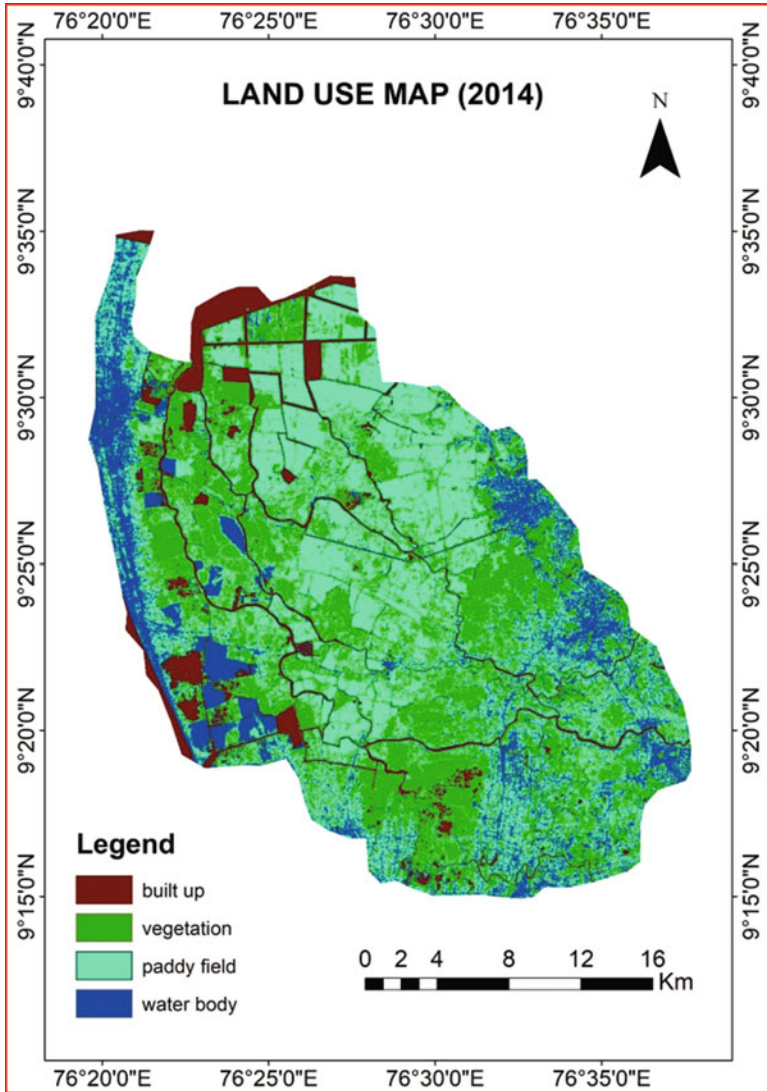 76°20'0"E 76°25'0"E 76°30'0"E 76°35'0"E
LAND USE MAP (2014)
N
9°40'0"N 9°40'0"N
9°35'0"N 9°35'0"N
9°30'0"N 9°30'0"N
9°25'0"N 9°25'0"N
9°20'0"N 9°20'0"N
9°15'0"N 9°15'0"N
Legend
built up
vegetation
paddy field
water body
0 2 4 8 12 16
Km
76°20'0"E 76°25'0"E 76°30'0"E 76°35'0"E